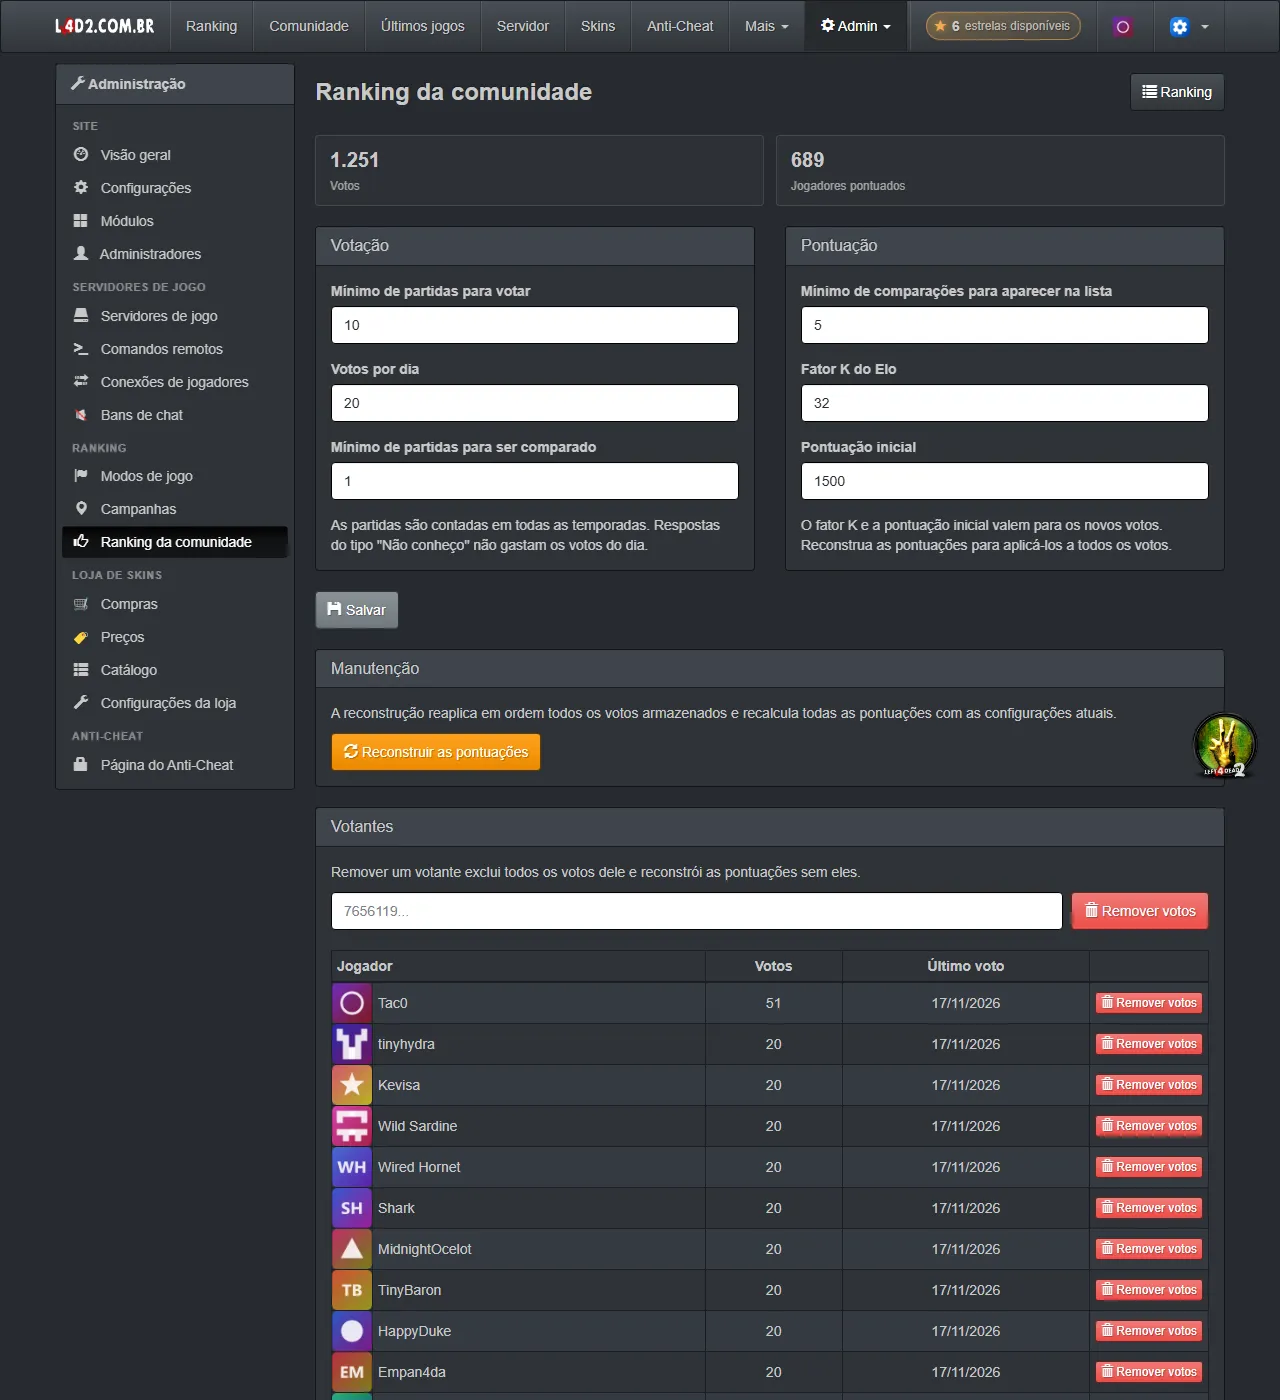 L4D2.COM.BR
Ranking
Comunidade
Últimos jogos
Servidor
Skins
Anti-Cheat
Mais
Admin
6 estrelas disponíveis
Administração
SITE
Visão geral
Configurações
Módulos
Administradores
SERVIDORES DE JOGO
Servidores de jogo
Comandos remotos
Conexões de jogadores
Bans de chat
RANKING
Modos de jogo
Campanhas
Ranking da comunidade
LOJA DE SKINS
Compras
Preços
Catálogo
Configurações da loja
ANTI-CHEAT
Página do Anti-Cheat
Ranking da comunidade
Ranking
1.251
Votos
689
Jogadores pontuados
Votação
Mínimo de partidas para votar
10
Votos por dia
20
Mínimo de partidas para ser comparado
1
As partidas são contadas em todas as temporadas. Respostas
do tipo "Não conheço" não gastam os votos do dia.
Pontuação
Mínimo de comparações para aparecer na lista
5
Fator K do Elo
32
Pontuação inicial
1500
O fator K e a pontuação inicial valem para os novos votos.
Reconstrua as pontuações para aplicá-los a todos os votos.
Salvar
Manutenção
A reconstrução reaplica em ordem todos os votos armazenados e recalcula todas as pontuações com as configurações atuais.
Reconstruir as pontuações
LEFT 4 DEAD 2
Votantes
Remover um votante exclui todos os votos dele e reconstrói as pontuações sem eles.
7656119...
Remover votos
Jogador Votos Último voto
Tac0 51 17/11/2026 Remover votos
tinyhydra 20 17/11/2026 Remover votos
Kevisa 20 17/11/2026 Remover votos
Wild Sardine 20 17/11/2026 Remover votos
WH Wired Hornet 20 17/11/2026 Remover votos
SH Shark 20 17/11/2026 Remover votos
MidnightOcelot 20 17/11/2026 Remover votos
TB TinyBaron 20 17/11/2026 Remover votos
HappyDuke 20 17/11/2026 Remover votos
EM Empan4da 20 17/11/2026 Remover votos